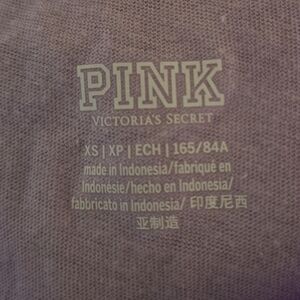 PINK
VICTORIA'S SECRET
XS | XP | ECH | 165/84A
made in Indonesia/fabriqué en
Indonésie/hecho en Indonesia/
fabbricato in Indonesia/ 印度尼西
亚制造